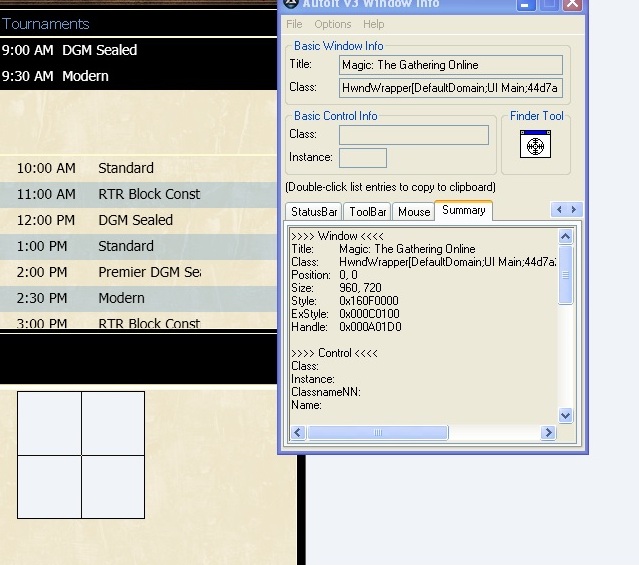 Tournaments
9:00 AM DGM Sealed
9:30 AM Modern
10:00 AM Standard
11:00 AM RTR Block Const
12:00 PM DGM Sealed
1:00 PM Standard
2:00 PM Premier DGM Se
2:30 PM Modern
3:00 PM RTR Block Const
AutoIt v3 Window Info
File Options Help
Basic Window Info
Title: Magic: The Gathering Online
Class: HwndWrapper[DefaultDomain;UI Main;44d7a
Basic Control Info
Class:
Instance:
Finder Tool
(Double-click list entries to copy to clipboard)
StatusBar ToolBar Mouse Summary
>>>> Window <<<<
Title: Magic: The Gathering Online
Class: HwndWrapper[DefaultDomain;UI Main;44d7a
Position: 0, 0
Size: 960, 720
Style: 0x160F0000
ExStyle: 0x000C0100
Handle: 0x000A01D0
>>>> Control <<<<
Class:
Instance:
ClassnameNN:
Name: